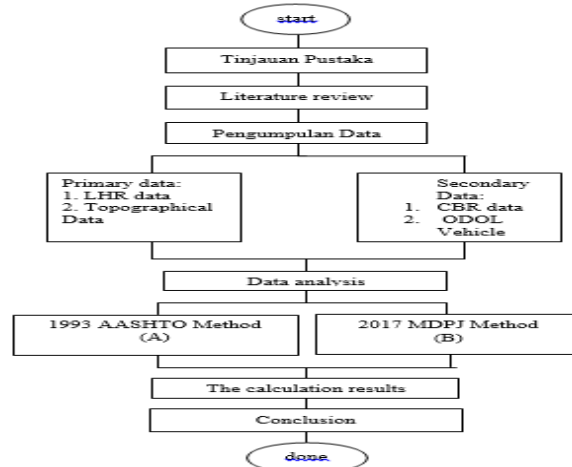 start
Tinjauan Pustaka
Literature review
Pengumpulan Data
Primary data:
1. LHR data
2. Topographical
Data
Secondary
Data:
1. CBR data
2. ODOL
Vehicle
Data analysis
1993 AASHTO Method
(A)
2017 MDPJ Method
(B)
The calculation results
Conclusion
done